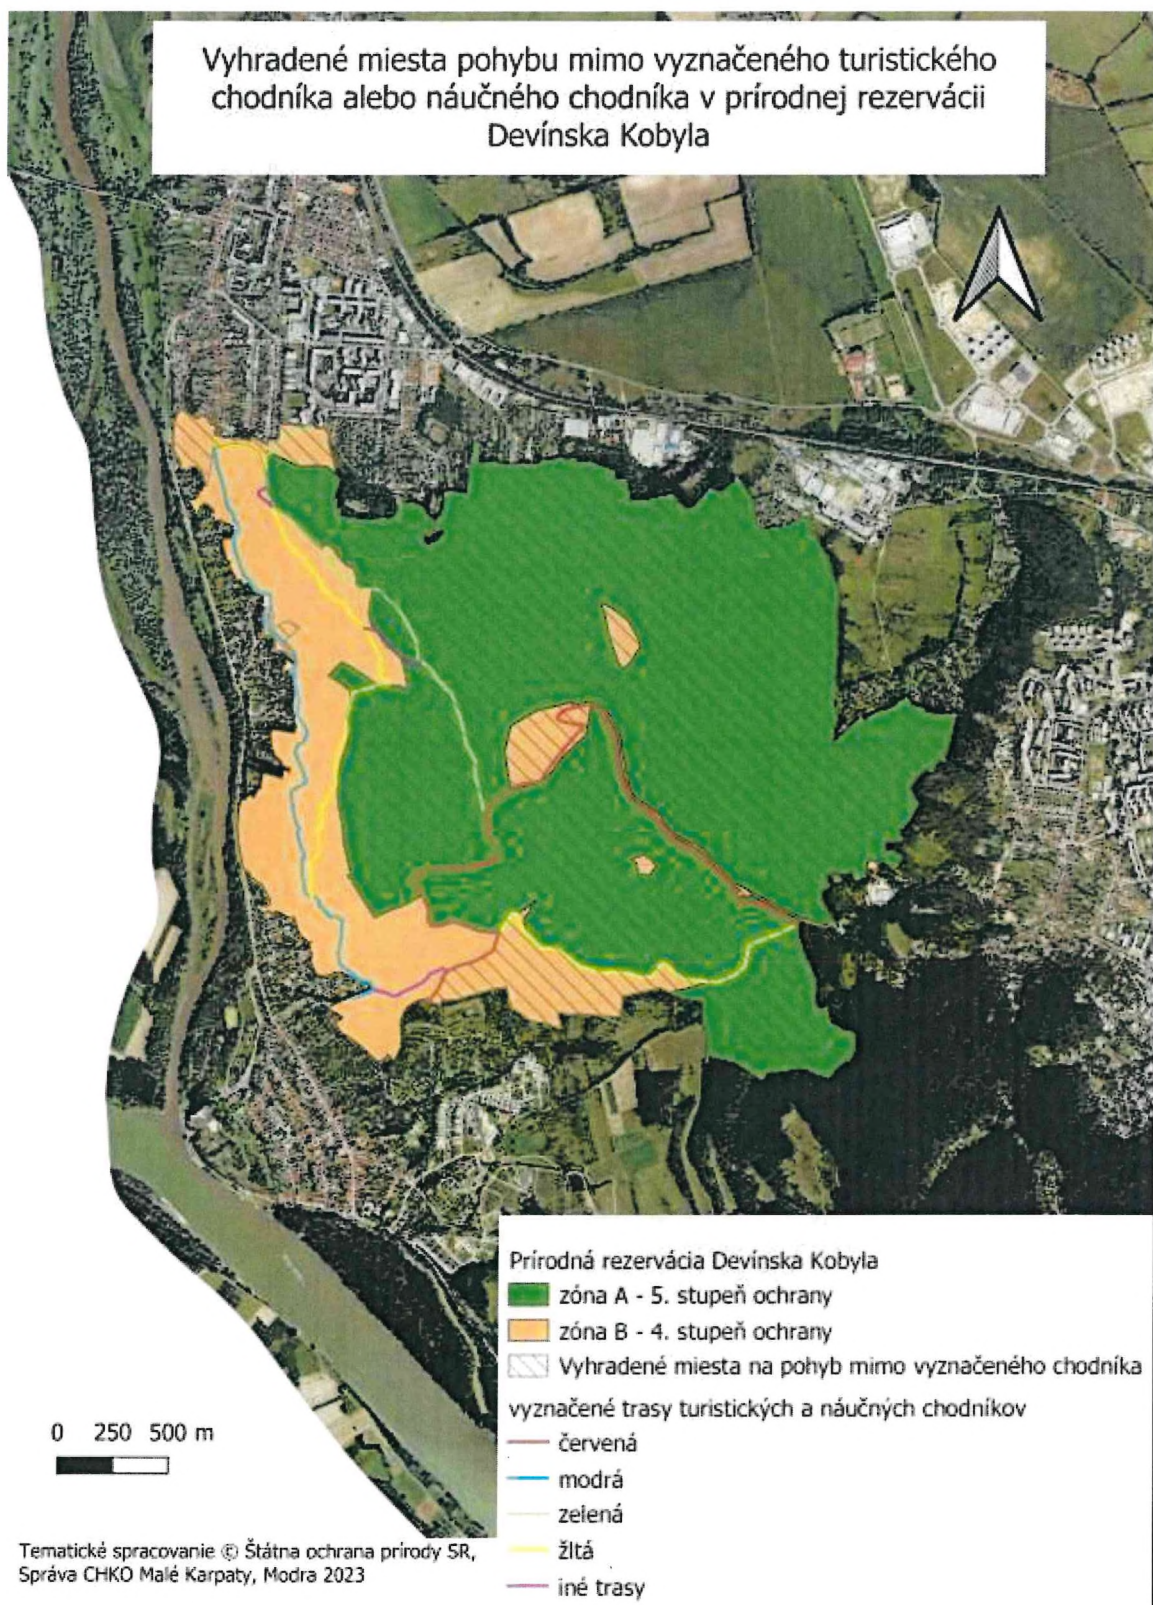 Vyhradené miesta pohybu mimo vyznačeného turistického
chodníka alebo náučného chodníka v prírodnej rezervácii
Devínska Kobyla
Prírodná rezervácia Devínska Kobyla
zóna A - 5. stupeň ochrany
zóna B - 4. stupeň ochrany
Vyhradené miesta na pohyb mimo vyznačeného chodníka
vyznačené trasy turistických a náučných chodníkov
červená
modrá
zelená
žltá
iné trasy
0 250 500 m
Tematické spracovanie © Štátna ochrana prírody SR,
Správa CHKO Malé Karpaty, Modra 2023